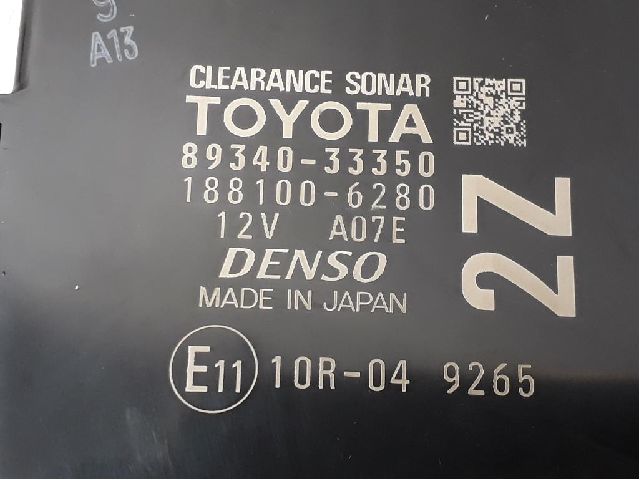 9
A13
CLEARANCE SONAR
TOYOTA
89340-33350
188100-6280
12V A07E
DENSO
MADE IN JAPAN
2Z
E11 10R-04 9265